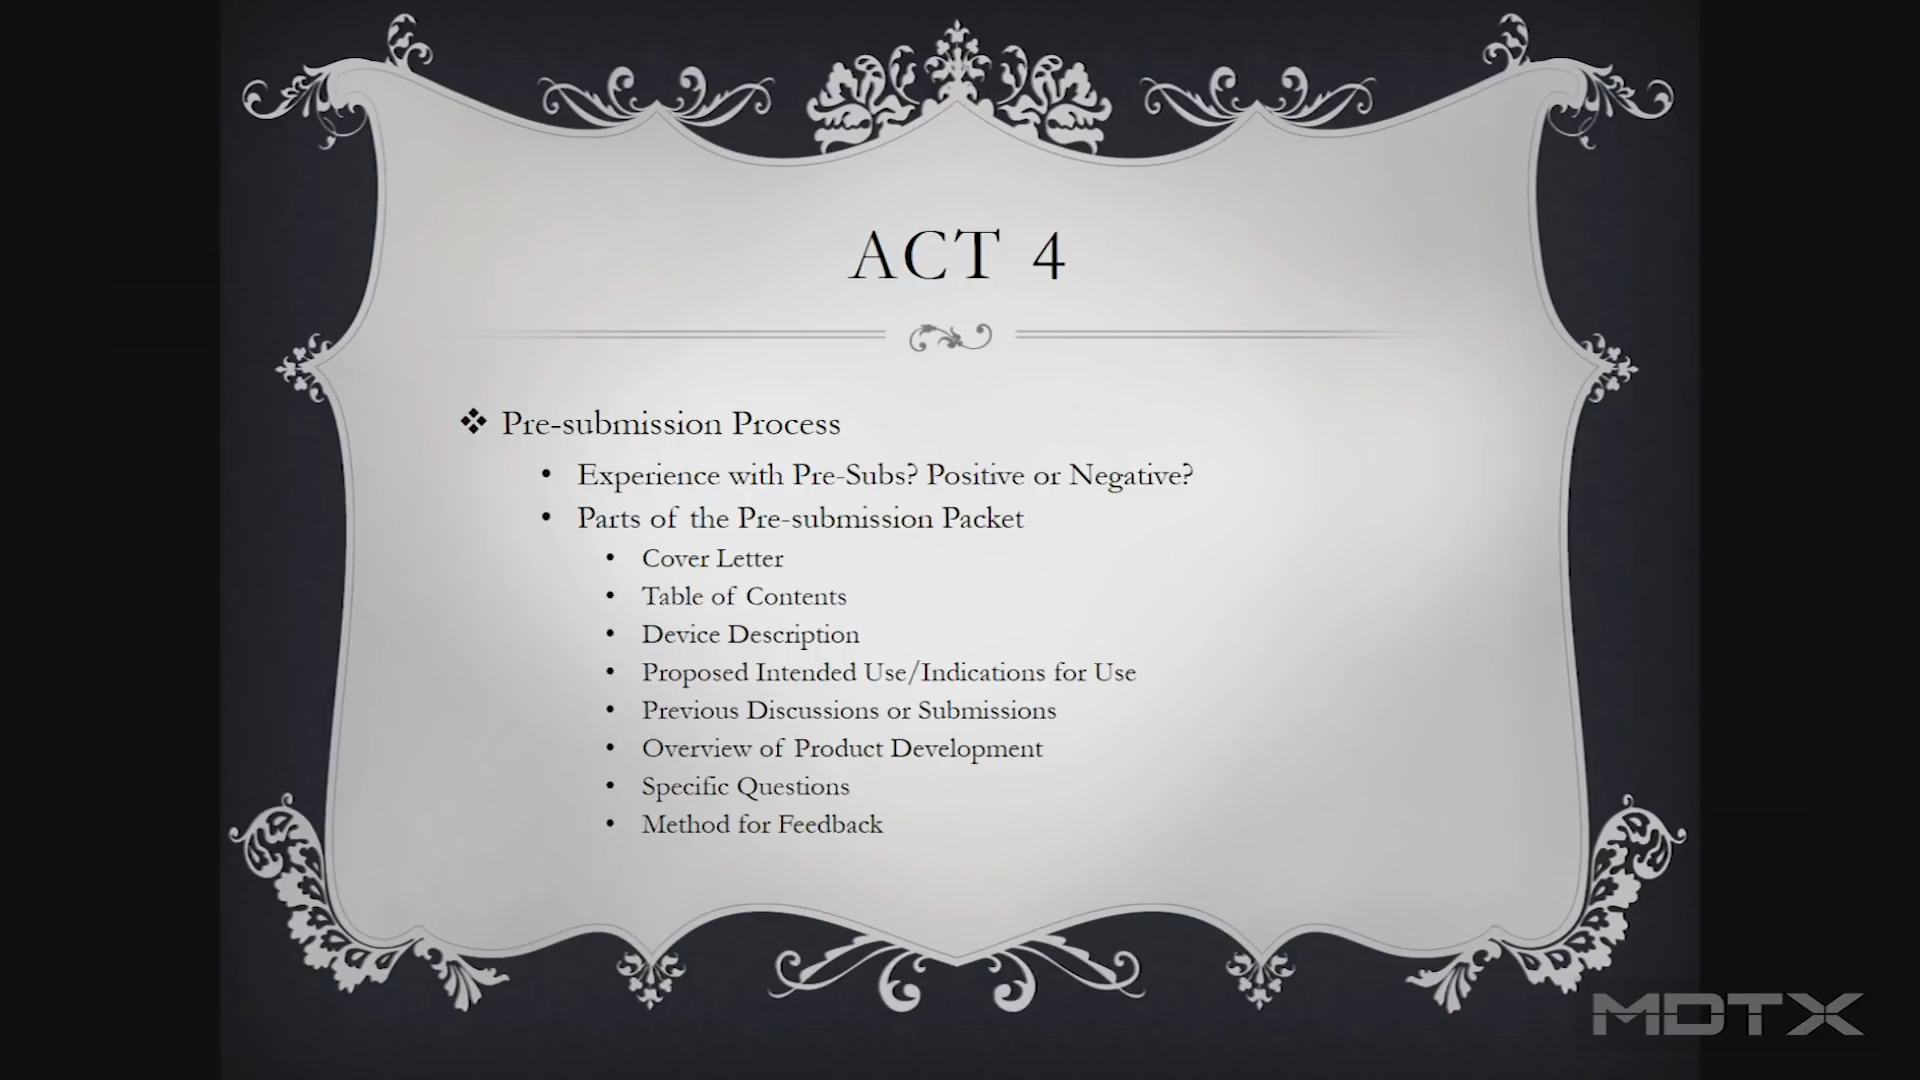 ACT 4
❖ Pre-submission Process
• Experience with Pre-Subs? Positive or Negative?
• Parts of the Pre-submission Packet
• Cover Letter
• Table of Contents
• Device Description
• Proposed Intended Use/Indications for Use
• Previous Discussions or Submissions
• Overview of Product Development
• Specific Questions
• Method for Feedback
MDTX